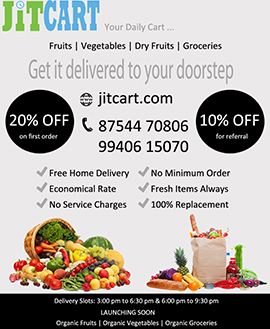 JiTCART Your Daily Cart ...
Fruits | Vegetables | Dry Fruits | Groceries
Get it delivered to your doorstep
jitcart.com
20% OFF
on first order
87544 70806
99406 15070
10% OFF
for referral
Free Home Delivery
No Minimum Order
Economical Rate
Fresh Items Always
No Service Charges
100% Replacement
Delivery Slots: 3:00 pm to 6:30 pm & 6:00 pm to 9:30 pm
LAUNCHING SOON
Organic Fruits | Organic Vegetables | Organic Groceries